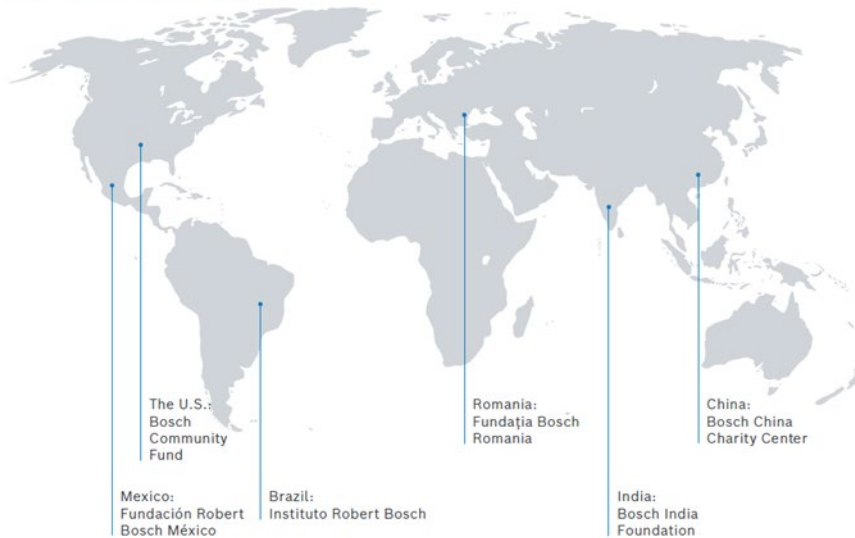 The U.S.:
Bosch
Community
Fund
Romania:
Fundația Bosch
Romania
China:
Bosch China
Charity Center
Mexico:
Fundación Robert
Bosch México
Brazil:
Instituto Robert Bosch
India:
Bosch India
Foundation